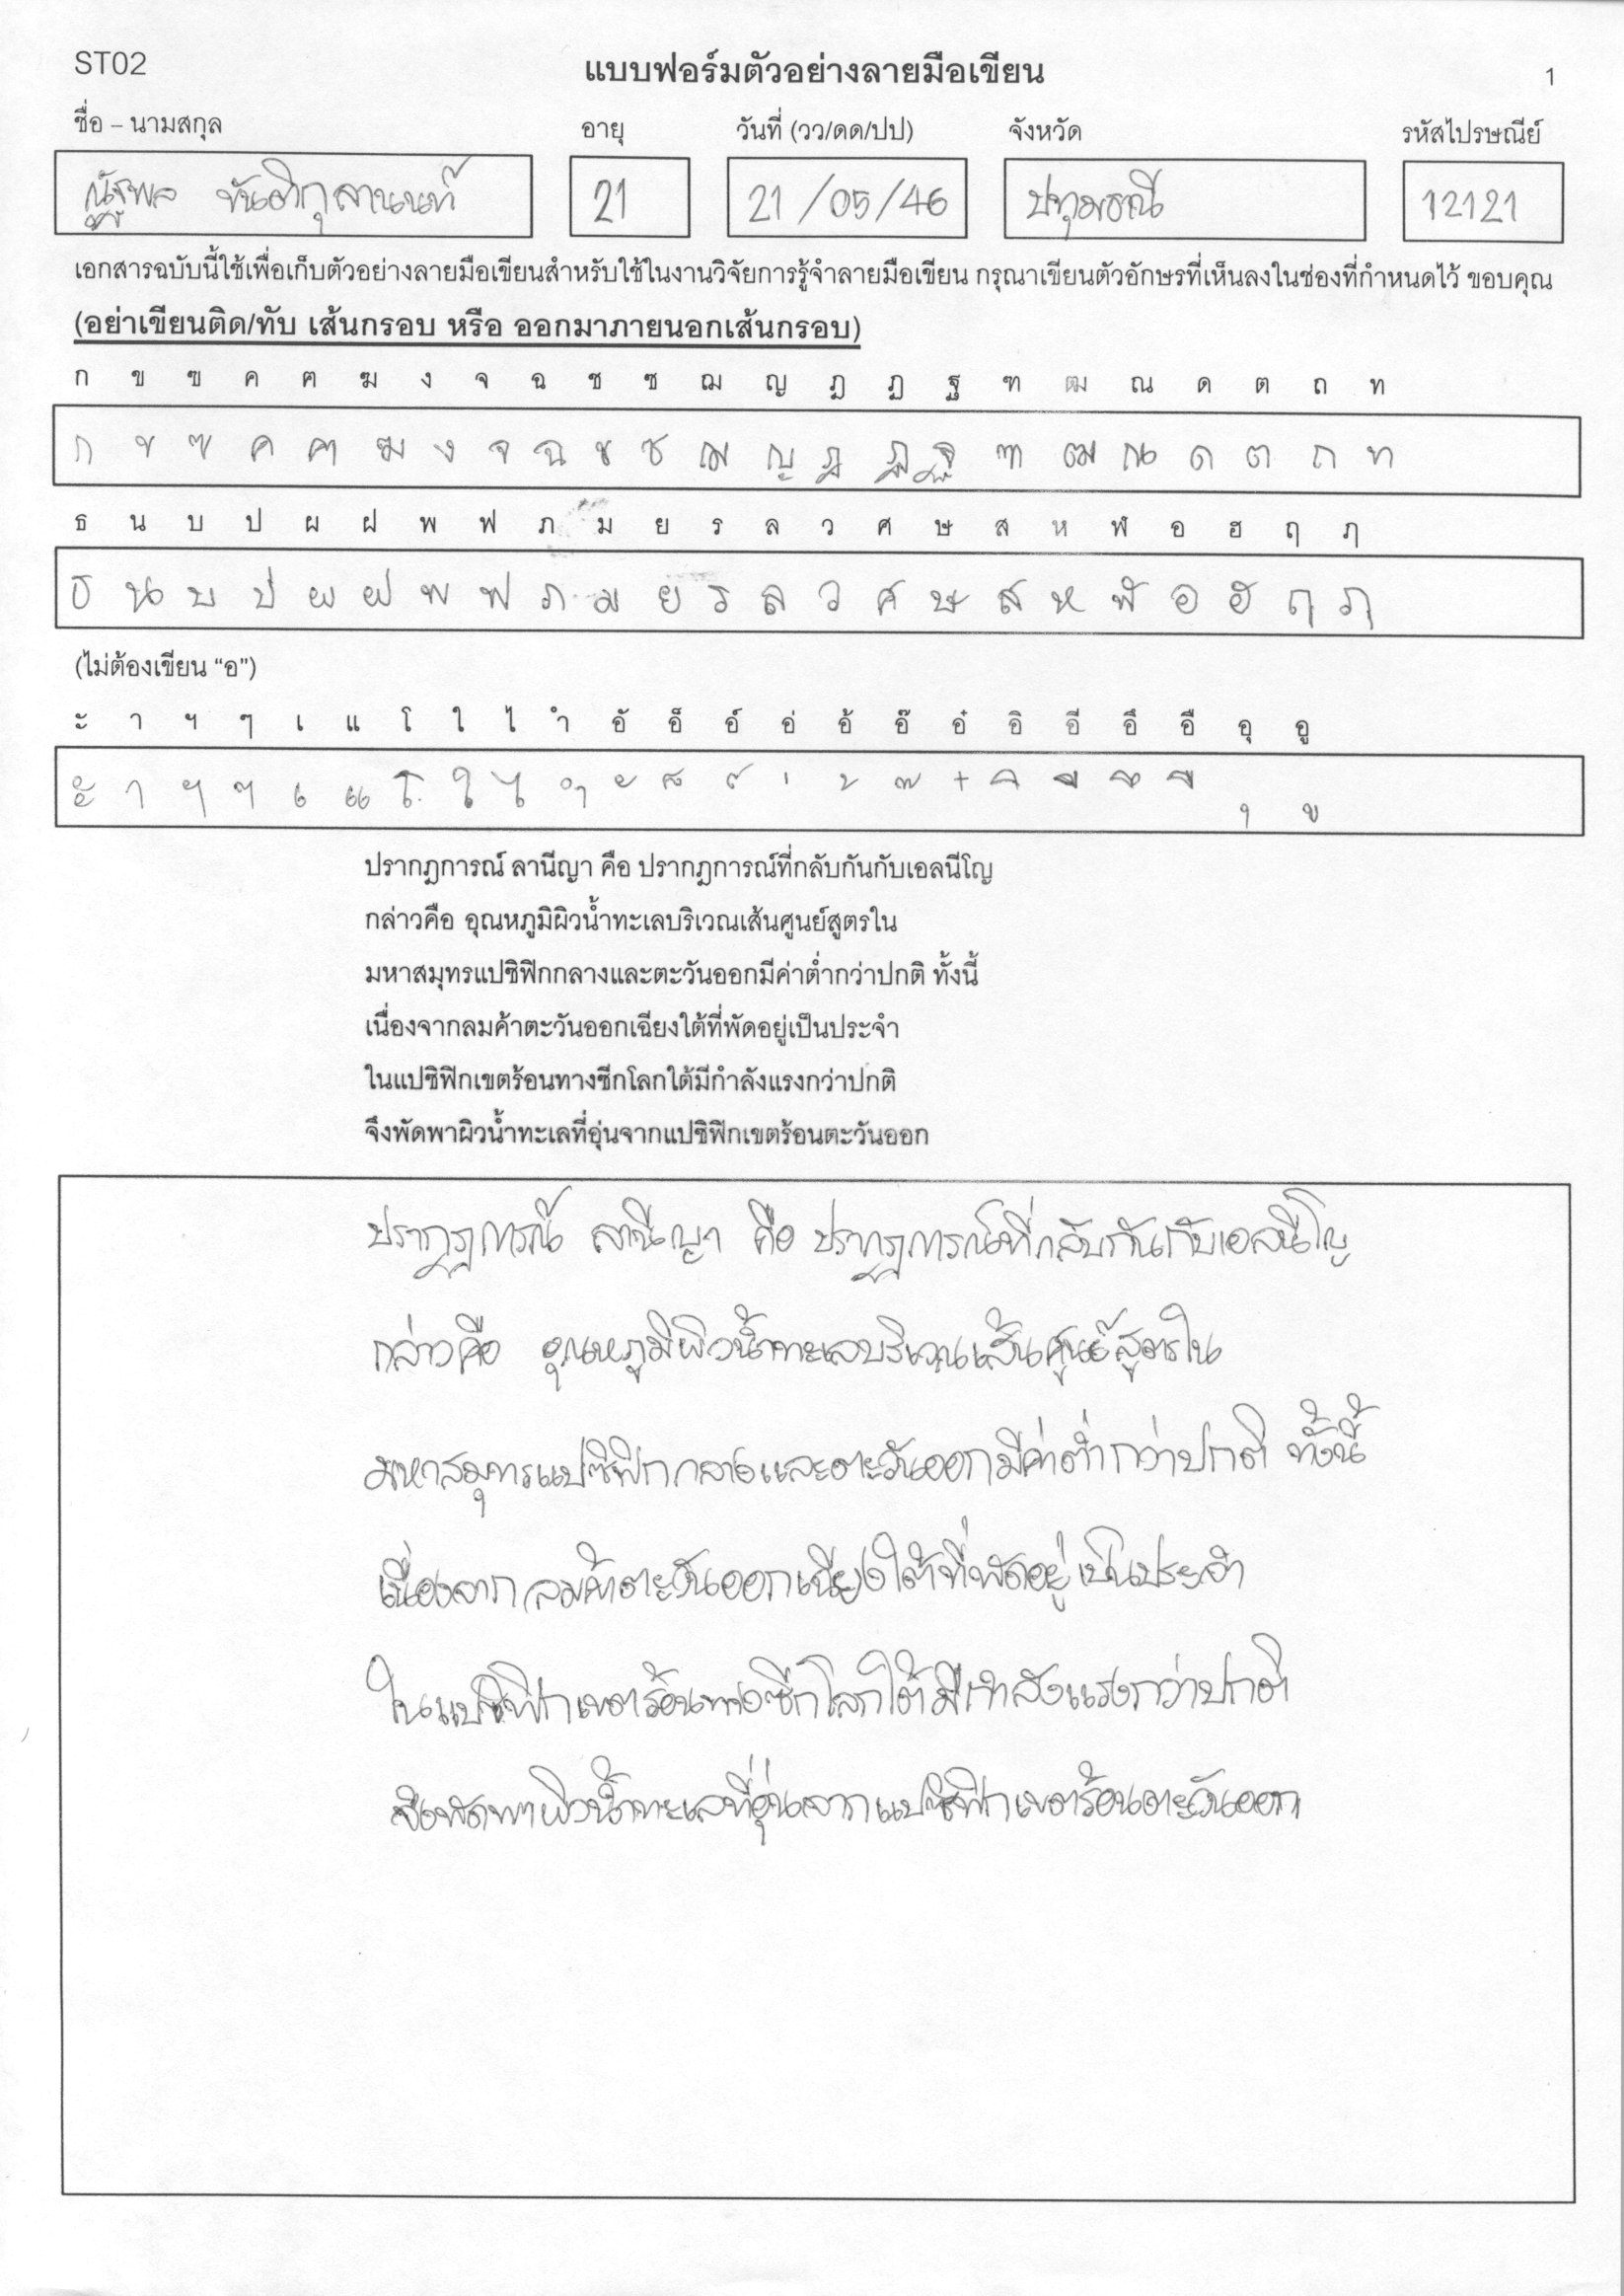 ST02
แบบฟอร์มตัวอย่างลายมือเขียน
1
ชื่อ – นามสกุล อายุ วันที่ (วว/ดด/ปป) จังหวัด รหัสไปรษณีย์
ณัฐพล 21 21/05/46 ปทุมธานี 12121
เอกสารฉบับนี้ใช้เพื่อเก็บตัวอย่างลายมือเขียนสำหรับใช้ในงานวิจัยการรู้จำลายมือเขียน กรุณาเขียนตัวอักษรที่เห็นลงในช่องที่กำหนดไว้ ขอบคุณ
(อย่าเขียนติด/ทับ เส้นกรอบ หรือ ออกมาภายนอกเส้นกรอบ)
ก ข ฃ ค ฅ ฆ ง จ ฉ ช ซ ฌ ญ ฎ ฏ ฐ ฑ ฒ ณ ด ต ถ ท
ก ข ฃ ค ฅ ฆ ง จ ฉ ช ซ ฌ ญ ฎ ฏ ฐ ฑ ฒ ณ ด ต ถ ท
ธ น บ ป ผ ฝ พ ฟ ภ ม ย ร ล ว ศ ษ ส ห ฬ อ ฮ ฤ ฦ
ธ น บ ป ผ ฝ พ ฟ ภ ม ย ร ล ว ศ ษ ส ห ฬ อ ฮ ฤ ฦ
(ไม่ต้องเขียน “อ”)
ะ า ฯ ๆ เ แ โ ใ ไ ำ อั อ็ อ์ อ่ อ้ อ๊ อ๋ อิ อี อึ อื อุ อู
ะ า ฯ ๆ เ แ โ ใ ไ ำ ั ็ ์ ่ ้ ๊ ๋ ิ ี ึ ื ุ ู
ปรากฏการณ์ ลานีญา คือ ปรากฏการณ์ที่กลับกันกับเอลนีโญ
กล่าวคือ อุณหภูมิผิวน้ำทะเลบริเวณเส้นศูนย์สูตรใน
มหาสมุทรแปซิฟิกกลางและตะวันออกมีค่าต่ำกว่าปกติ ทั้งนี้
เนื่องจากลมค้าตะวันออกเฉียงใต้ที่พัดอยู่เป็นประจำ
ในแปซิฟิกเขตร้อนทางซีกโลกใต้มีกำลังแรงกว่าปกติ
จึงพัดพาผิวน้ำทะเลที่อุ่นจากแปซิฟิกเขตร้อนตะวันออก
ปรากฏการณ์ ลานีญา คือ ปรากฏการณ์ที่กลับกันกับเอลนีโญ
กล่าวคือ อุณหภูมิผิวน้ำทะเลบริเวณเส้นศูนย์สูตรใน
มหาสมุทรแปซิฟิกกลางและตะวันออกมีค่าต่ำกว่าปกติ ทั้งนี้
เนื่องจากลมค้าตะวันออกเฉียงใต้ที่พัดอยู่เป็นประจำ
ในแปซิฟิกเขตร้อนทางซีกโลกใต้มีกำลังแรงกว่าปกติ
จึงพัดพาผิวน้ำทะเลที่อุ่นจากแปซิฟิกเขตร้อนตะวันออก